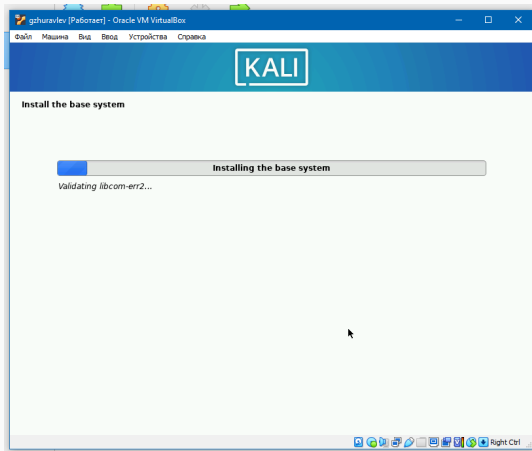 gzhuravlev [Работает] - Oracle VM VirtualBox
Файл Машина Вид Ввод Устройства Справка
KALI
Install the base system
Installing the base system
Validating libcom-err2...
Right Ctrl